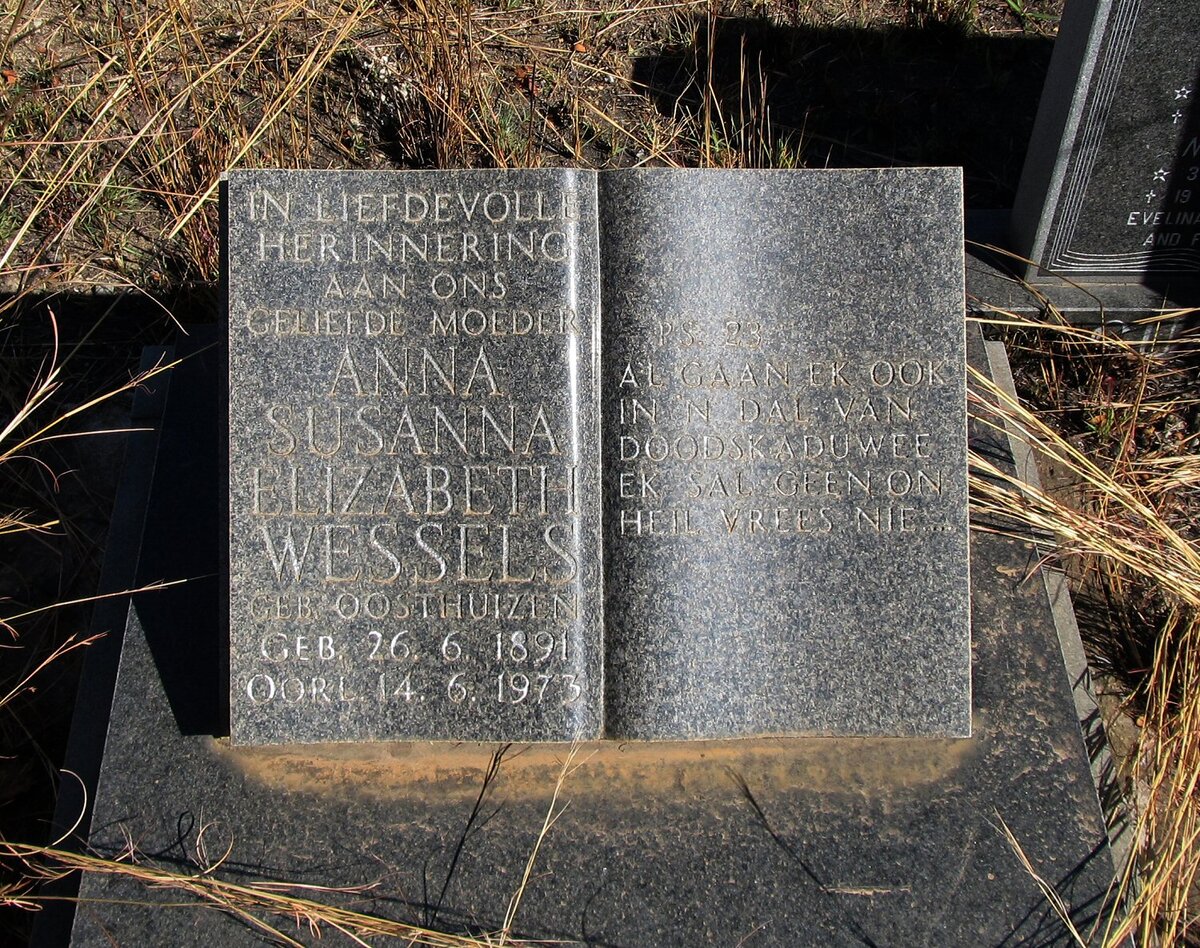 IN LIEFDEVOLLE
HERINNERING
AAN ONS
GELIEFDE MOEDER
ANNA
SUSANNA
ELIZABETH
WESSELS
GEB. OOSTHUIZEN
GEB. 26. 6. 1891
OORL. 14. 6. 1973
PS. 23
AL GAAN EK OOK
IN 'N DAL VAN
DOODSKADUWEE
EK SAL GEEN ON
HEIL VREES NIE....
19
AND